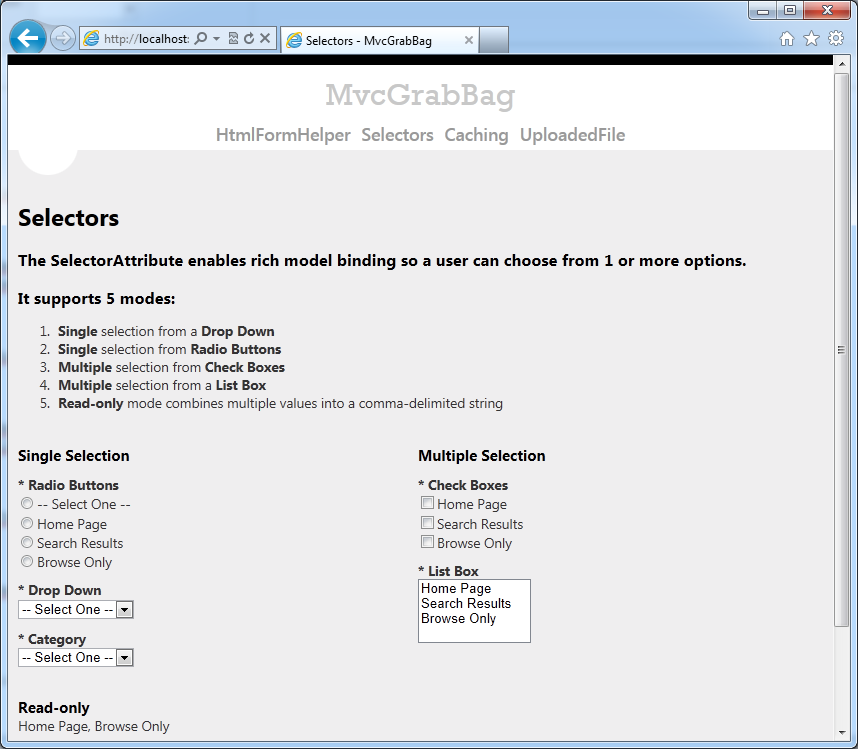 http://localhost:
Selectors - MvcGrabBag
MvcGrabBag
HtmlFormHelper Selectors Caching UploadedFile
Selectors
The SelectorAttribute enables rich model binding so a user can choose from 1 or more options.
It supports 5 modes:
1. Single selection from a Drop Down
2. Single selection from Radio Buttons
3. Multiple selection from Check Boxes
4. Multiple selection from a List Box
5. Read-only mode combines multiple values into a comma-delimited string
Single Selection
* Radio Buttons
-- Select One --
Home Page
Search Results
Browse Only
* Drop Down
-- Select One --
* Category
-- Select One --
Multiple Selection
* Check Boxes
Home Page
Search Results
Browse Only
* List Box
Home Page
Search Results
Browse Only
Read-only
Home Page, Browse Only